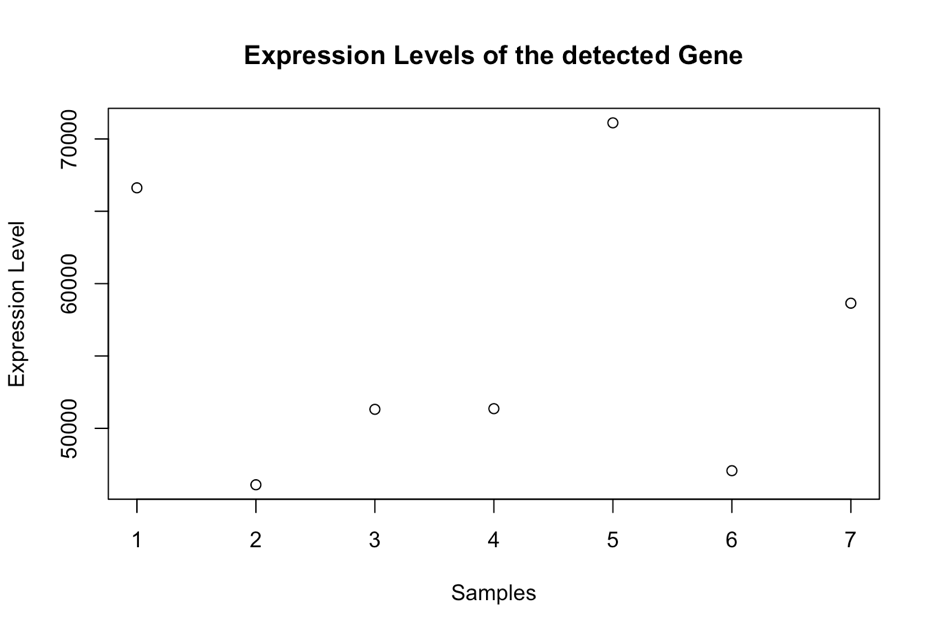 Expression Levels of the detected Gene
Expression Level
70000
60000
50000
1 2 3 4 5 6 7
Samples